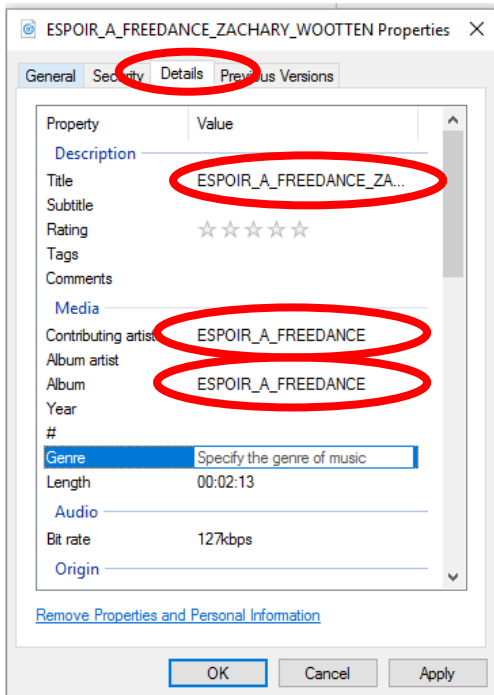 ESPOIR_A_FREEDANCE_ZACHARY_WOOTTEN Properties
General Security Details Previous Versions
Property Value
Description
Title ESPOIR_A_FREEDANCE_ZA...
Subtitle
Rating
Tags
Comments
Media
Contributing artist ESPOIR_A_FREEDANCE
Album artist
Album ESPOIR_A_FREEDANCE
Year
#
Genre Specify the genre of music
Length 00:02:13
Audio
Bit rate 127kbps
Origin
Remove Properties and Personal Information
OK Cancel Apply